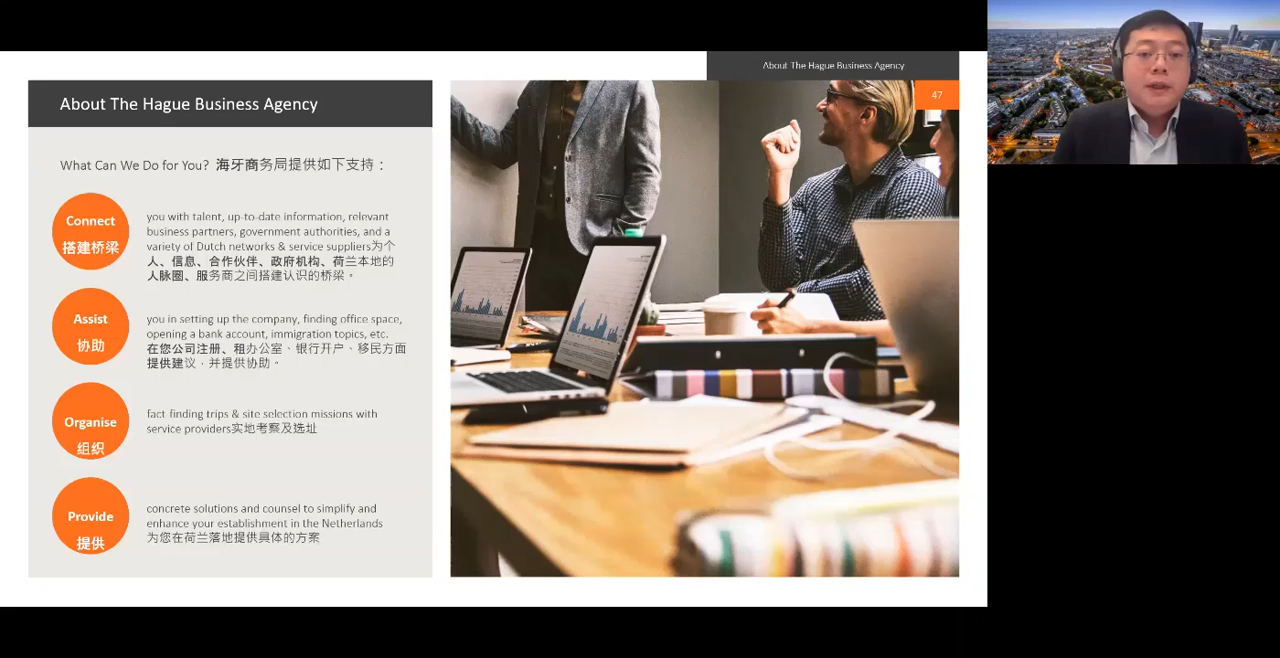 About The Hague Business Agency
47
About The Hague Business Agency
What Can We Do for You? 海牙商务局提供如下支持：
Connect
搭建桥梁
you with talent, up-to-date information, relevant
business partners, government authorities, and a
variety of Dutch networks & service suppliers为个
人、信息、合作伙伴、政府机构、荷兰本地的
人脉圈、服务商之间搭建认识的桥梁。
Assist
协助
you in setting up the company, finding office space,
opening a bank account, immigration topics, etc.
在您公司注册、租办公室、银行开户、移民方面
提供建议，并提供协助。
Organise
组织
fact finding trips & site selection missions with
service providers实地考察及选址
Provide
提供
concrete solutions and counsel to simplify and
enhance your establishment in the Netherlands
为您在荷兰落地提供具体的方案